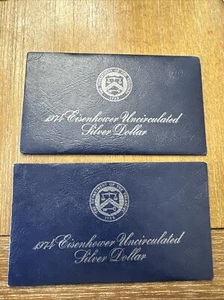 1974 Eisenhower Uncirculated
Silver Dollar
1974 Eisenhower Uncirculated
Silver Dollar